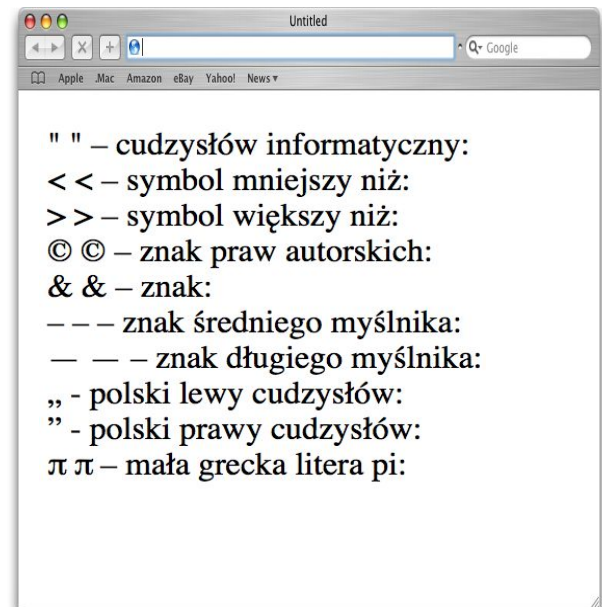 Untitled
Google
Apple .Mac Amazon eBay Yahoo! News
" " – cudzysłów informatyczny:
< < – symbol mniejszy niż:
> > – symbol większy niż:
© © – znak praw autorskich:
& & – znak:
– – – znak średniego myślnika:
— — – znak długiego myślnika:
„ - polski lewy cudzysłów:
” - polski prawy cudzysłów:
π π – mała grecka litera pi: